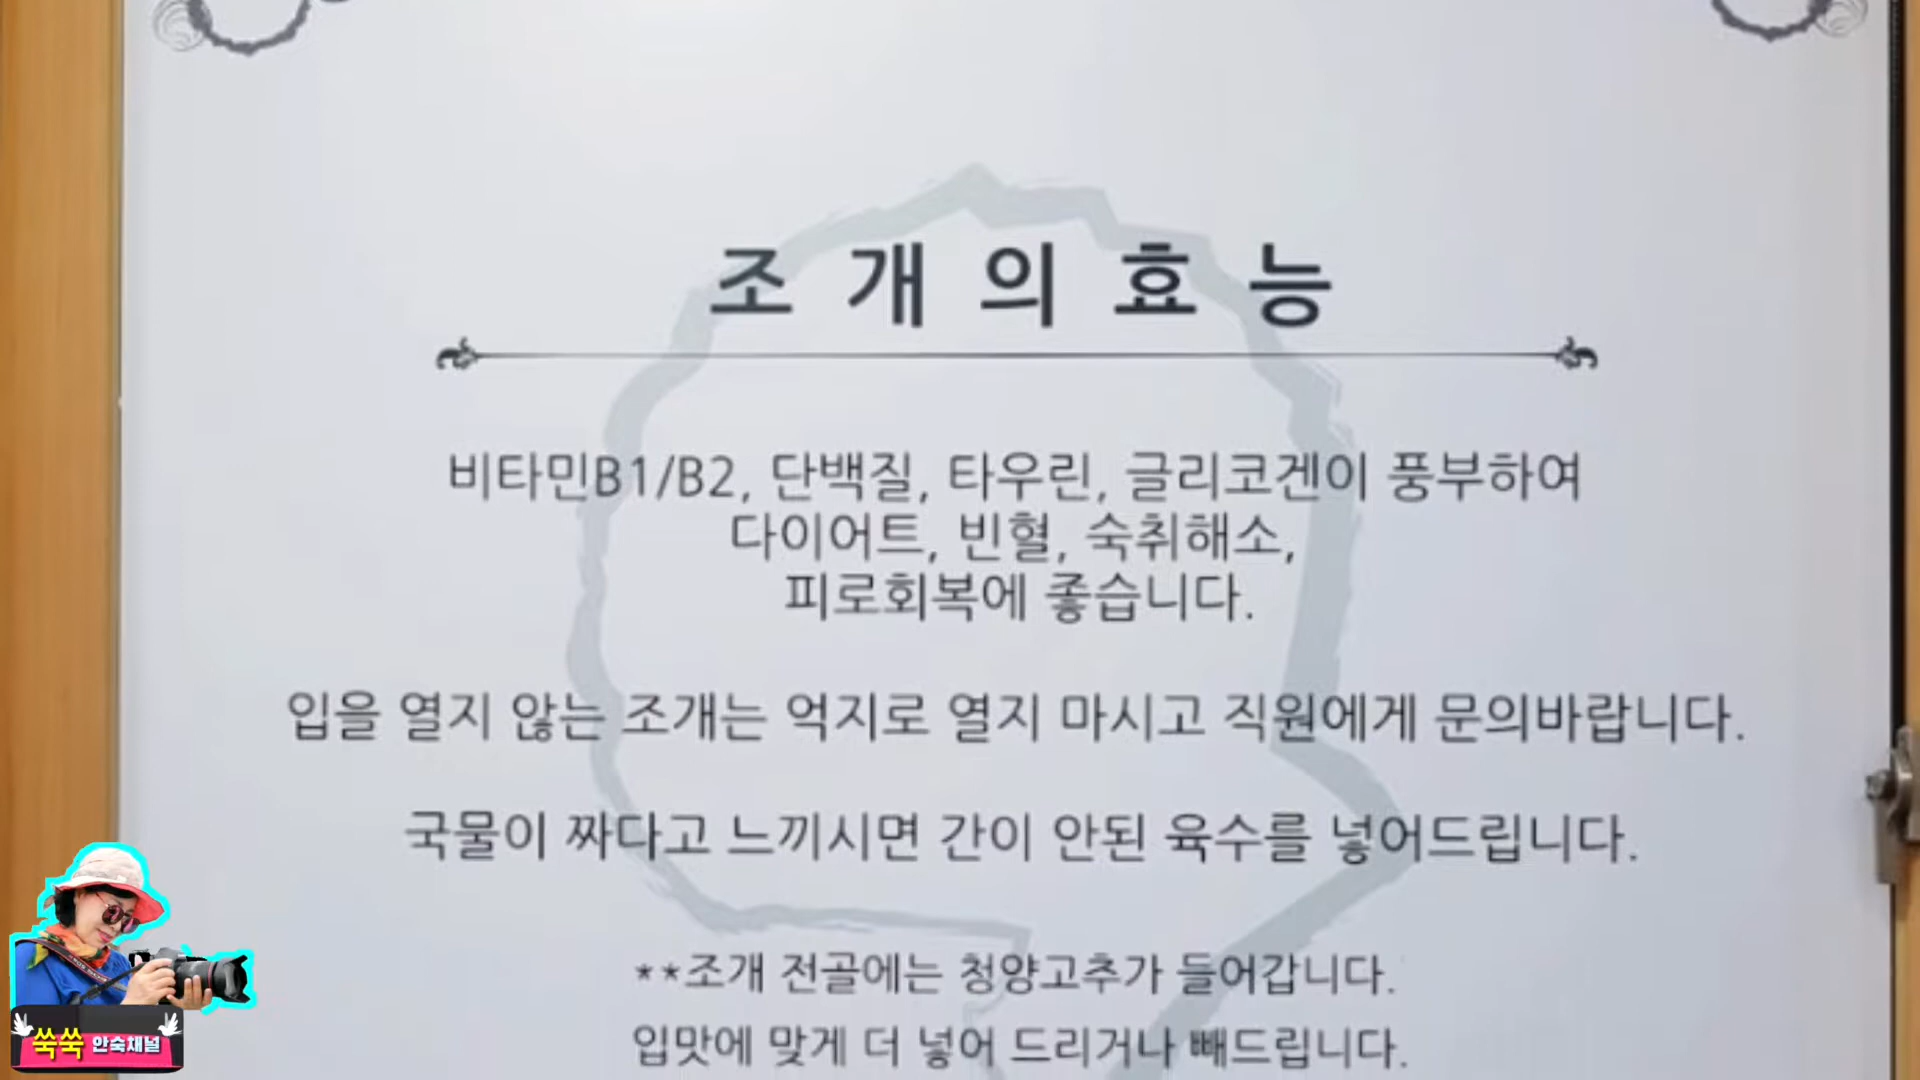 조개의효능
비타민B1/B2, 단백질, 타우린, 글리코겐이 풍부하여
다이어트, 빈혈, 숙취해소,
피로회복에 좋습니다.
입을 열지 않는 조개는 억지로 열지 마시고 직원에게 문의바랍니다.
국물이 짜다고 느끼시면 간이 안된 육수를 넣어드립니다.
**조개 전골에는 청양고추가 들어갑니다.
입맛에 맞게 더 넣어 드리거나 빼드립니다.
쑥쑥 안숙채널